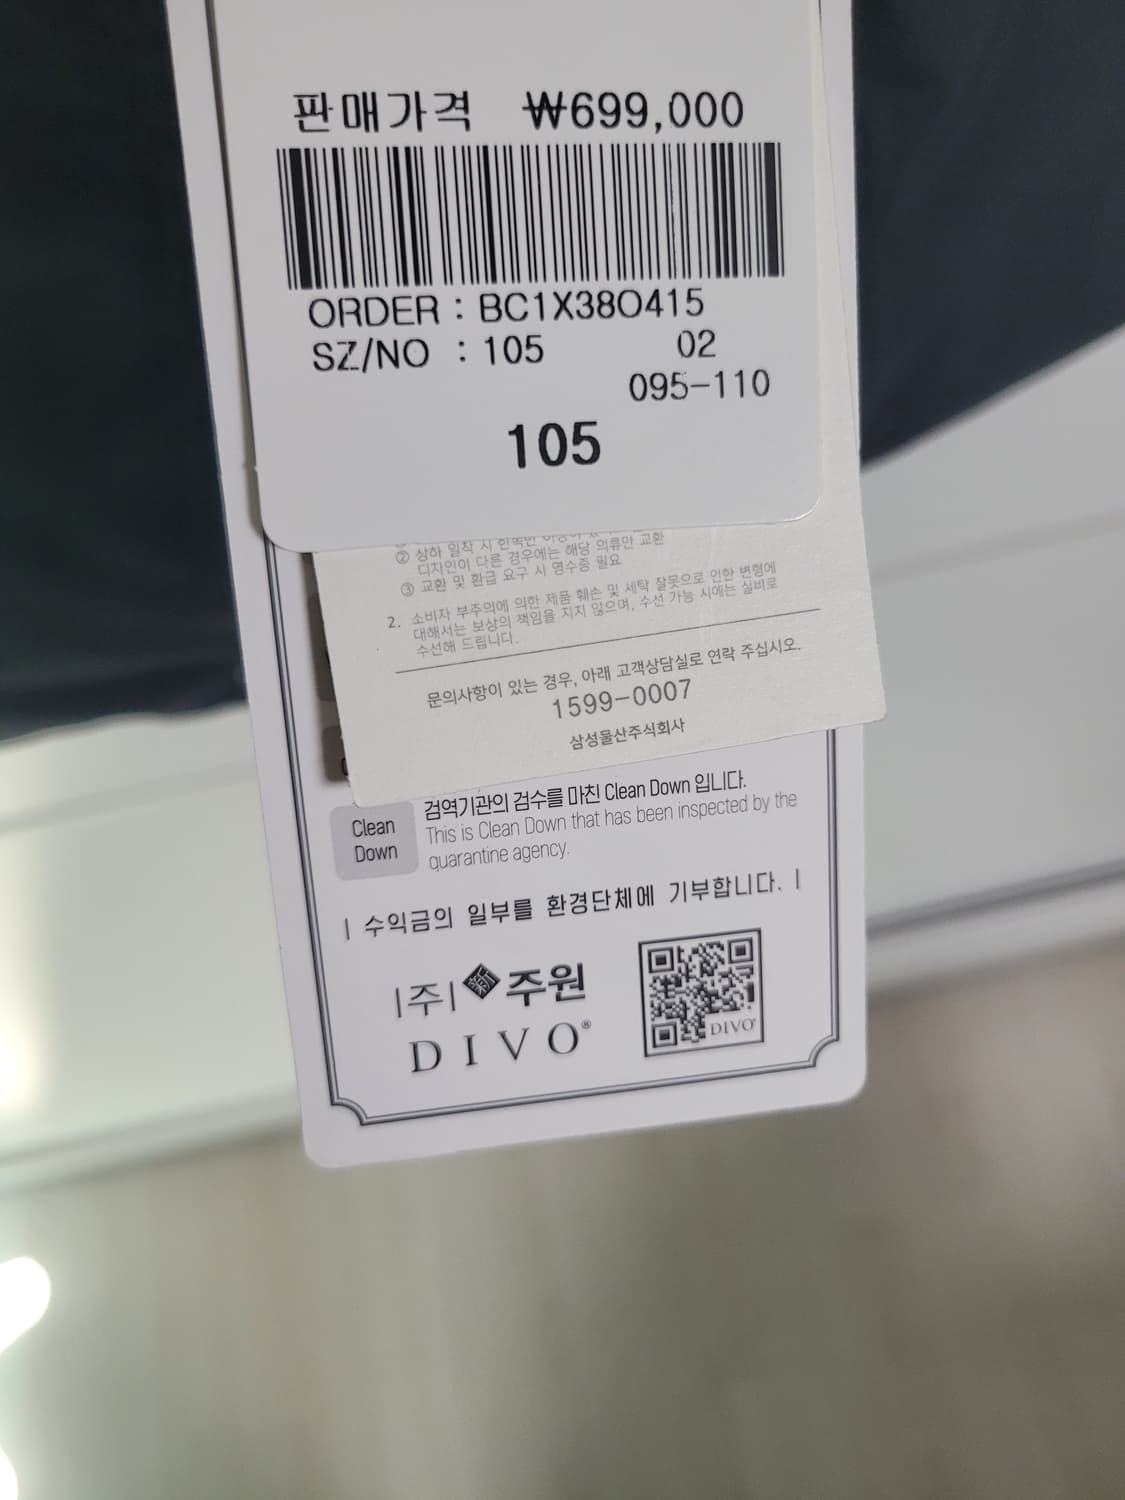 판매가격 ₩699,000
ORDER : BC1X38O415
SZ/NO : 105 02
095-110
105
② 상하 일착 시 한쪽만 이상이 있
디자인이 다른 경우에는 해당 의류만 교환
③ 교환 및 환급 요구 시 영수증 필요
2. 소비자 부주의에 의한 제품 훼손 및 세탁 잘못으로 인한 변형에
대해서는 보상의 책임을 지지 않으며, 수선 가능 시에는 실비로
수선해 드립니다.
문의사항이 있는 경우, 아래 고객상담실로 연락 주십시오.
1599-0007
삼성물산주식회사
Clean
Down
검역기관의 검수를 마친 Clean Down 입니다.
This is Clean Down that has been inspected by the
quarantine agency.
| 수익금의 일부를 환경단체에 기부합니다. |
|주| 新 주원
DIVO®
DIVO®